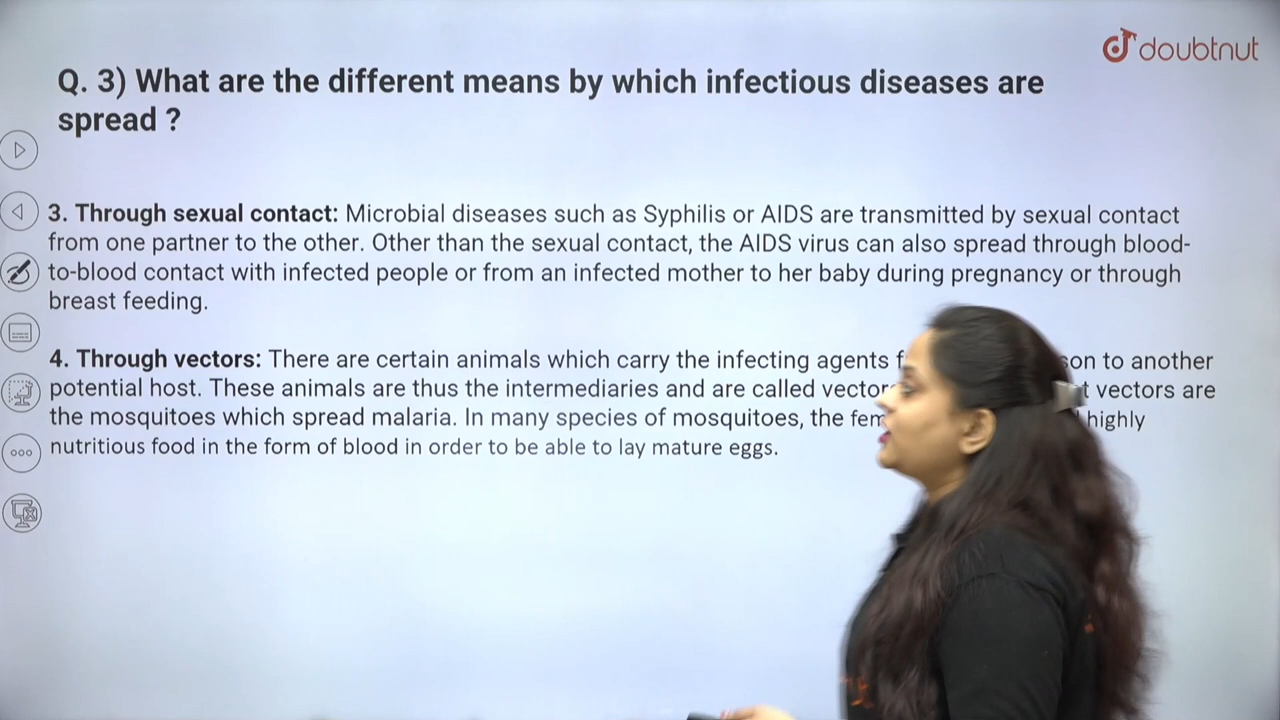 doubtnut
Q. 3) What are the different means by which infectious diseases are
spread ?
3. Through sexual contact: Microbial diseases such as Syphilis or AIDS are transmitted by sexual contact
from one partner to the other. Other than the sexual contact, the AIDS virus can also spread through blood-
to-blood contact with infected people or from an infected mother to her baby during pregnancy or through
breast feeding.
4. Through vectors: There are certain animals which carry the infecting agents to another
potential host. These animals are thus the intermediaries and are called vectors are
the mosquitoes which spread malaria. In many species of mosquitoes, the highly
nutritious food in the form of blood in order to be able to lay mature eggs.